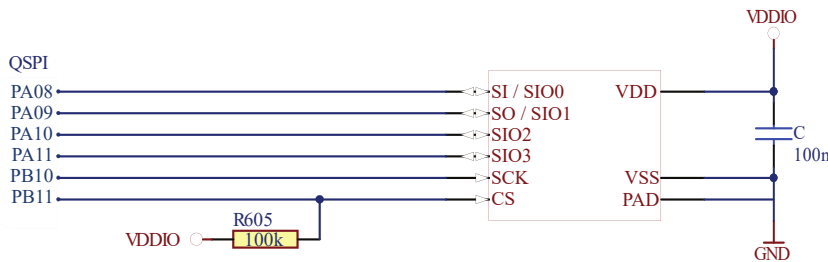 VDDIO
QSPI
PA08 SI / SIO0 VDD
PA09 SO / SIO1
PA10 SIO2 C
PA11 SIO3 100n
PB10 SCK VSS
PB11 CS PAD
R605
VDDIO 100k
GND